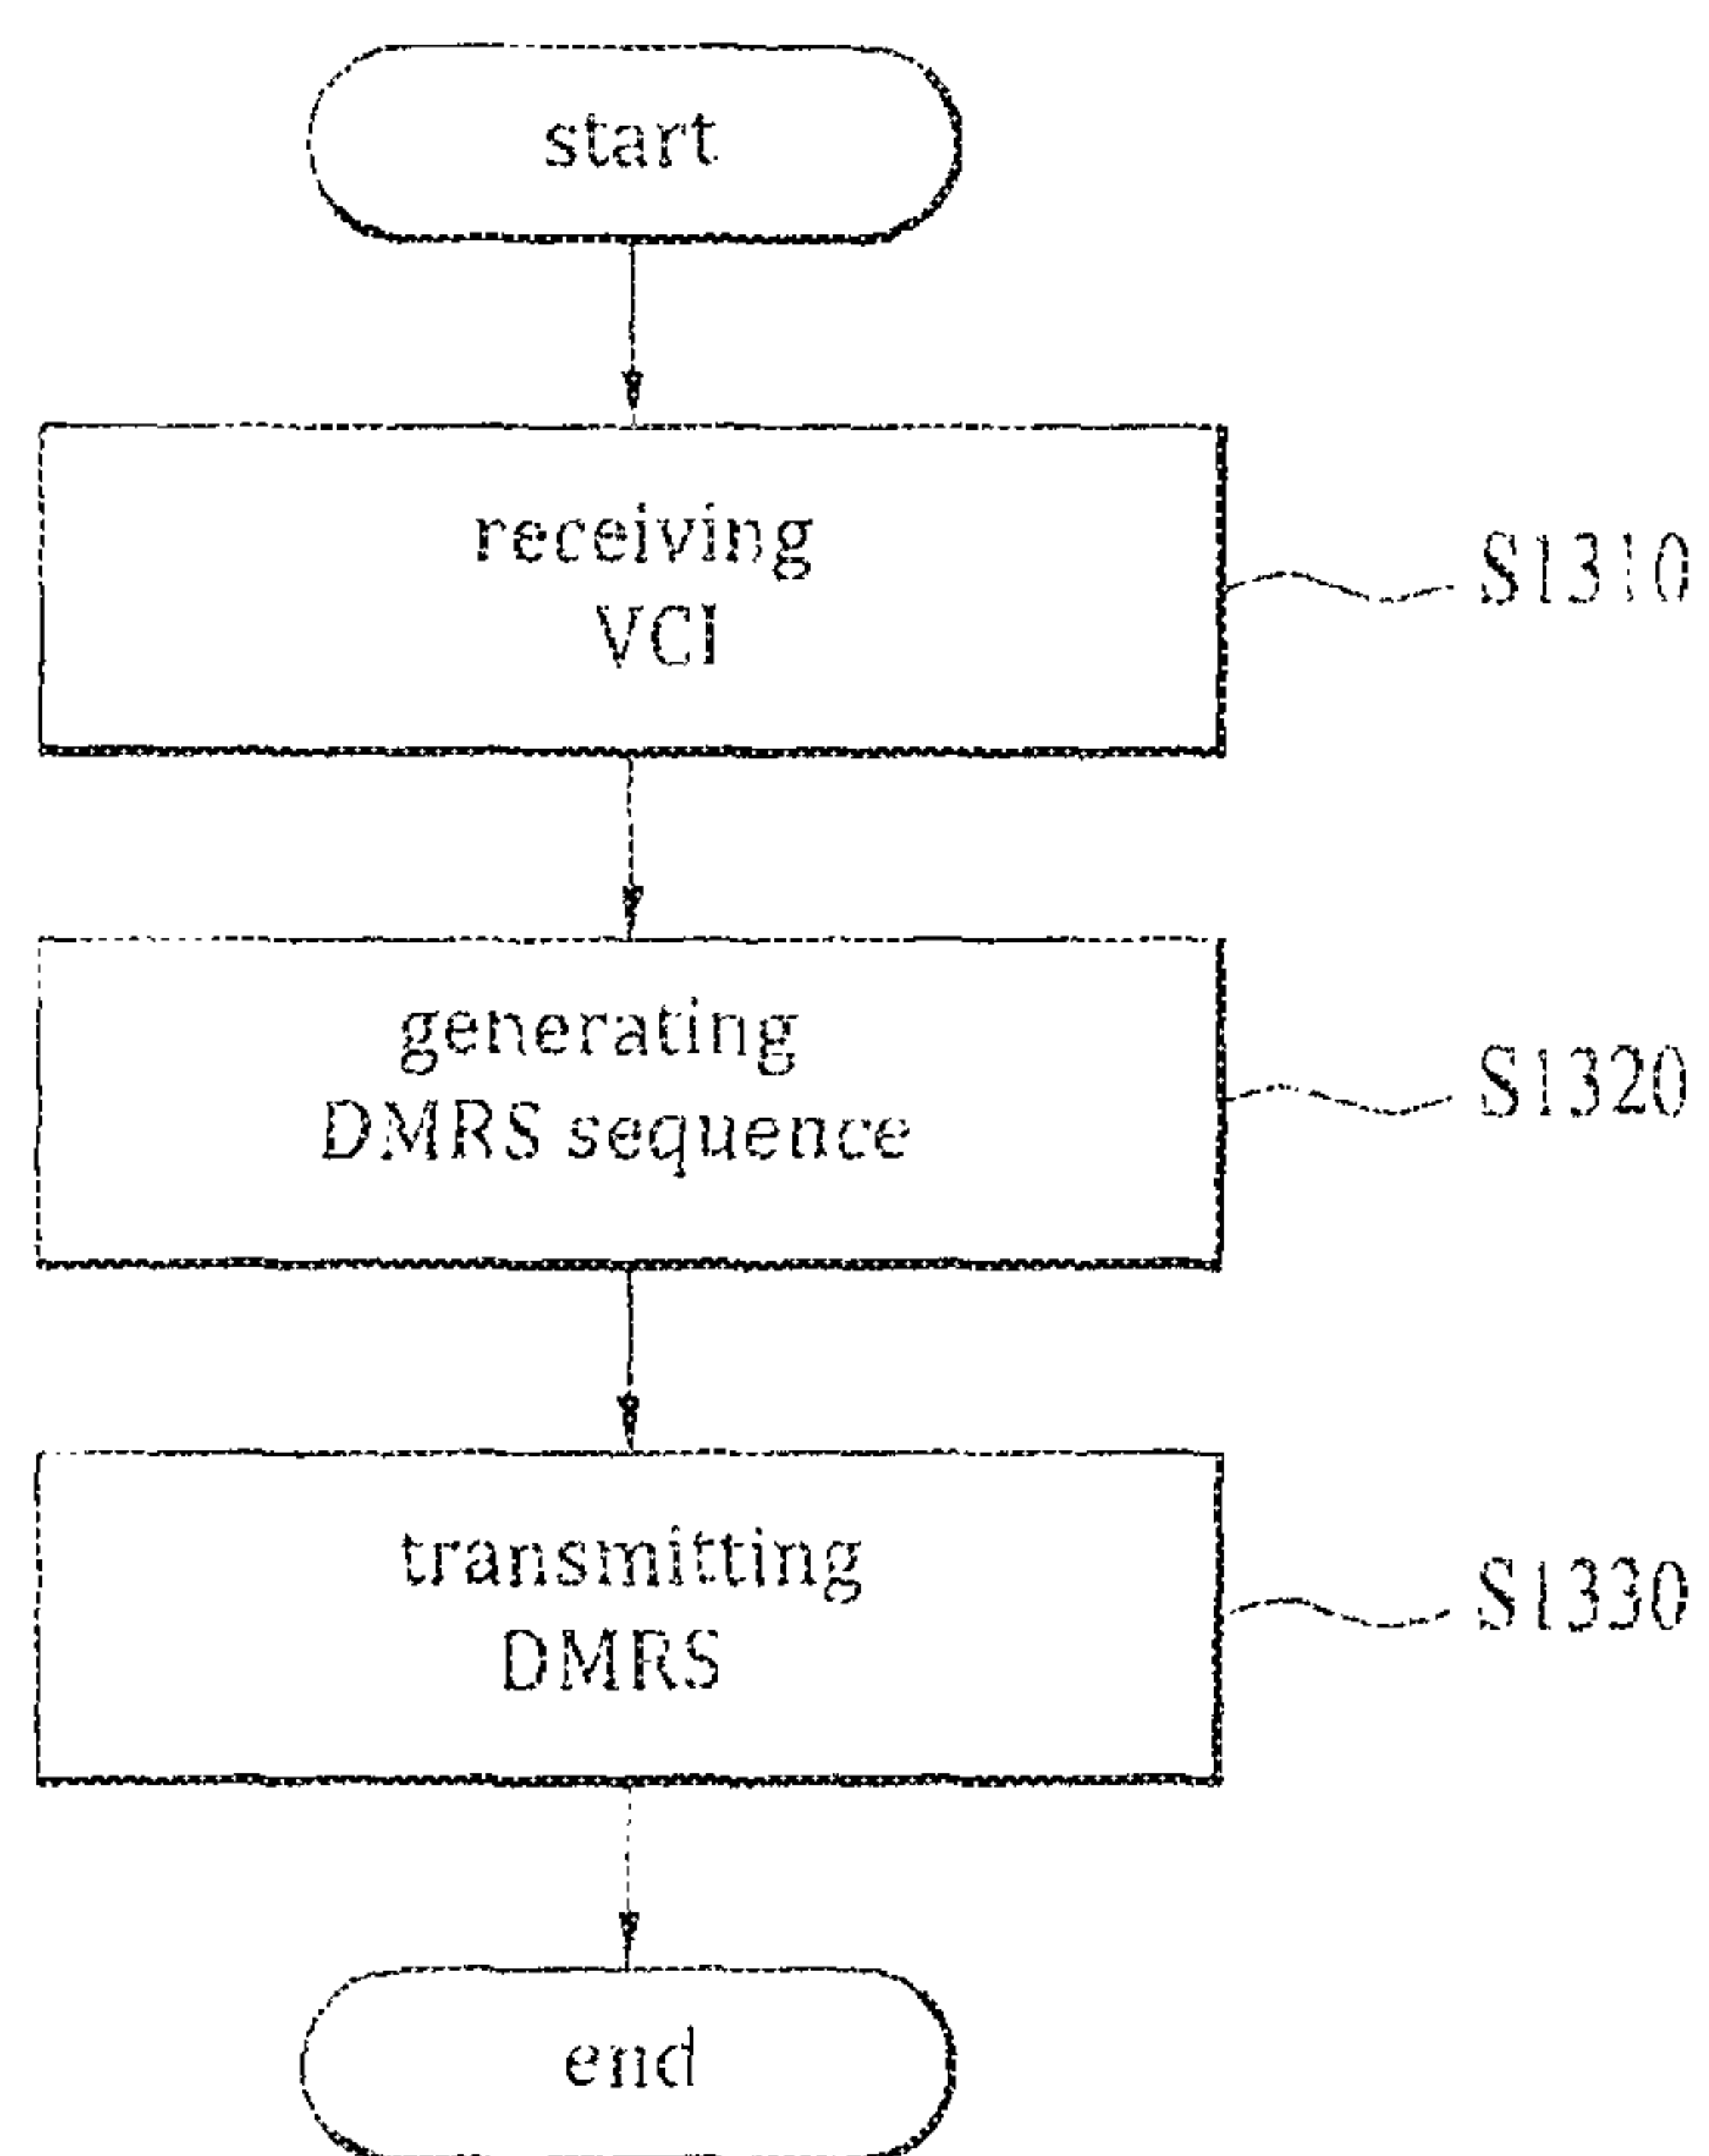 start
receiving
VCI
S1310
generating
DMRS sequence
S1320
transmitting
DMRS
S1330
end